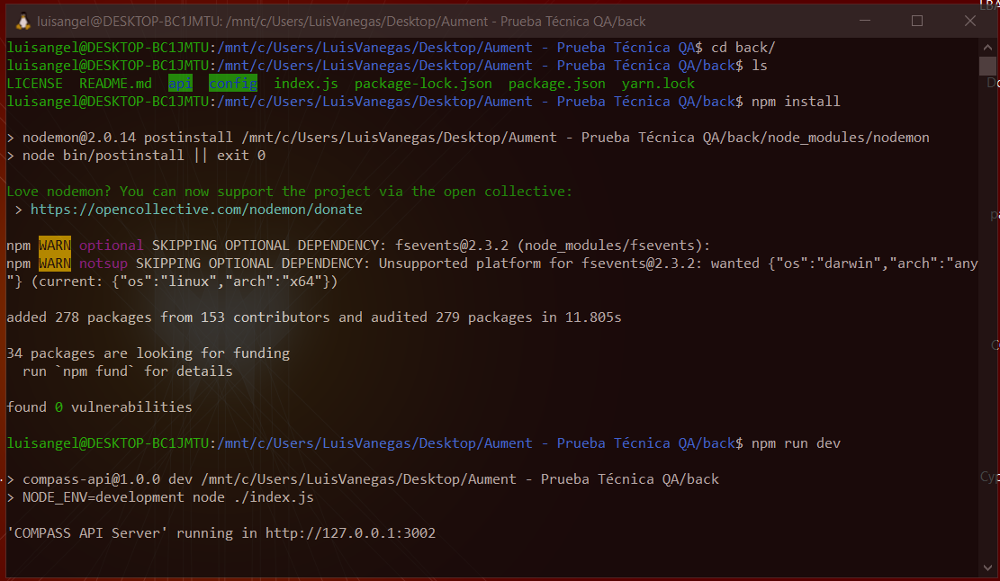 luisangel@DESKTOP-BC1JMTU: /mnt/c/Users/LuisVanegas/Desktop/Aument - Prueba Técnica QA/back
luisangel@DESKTOP-BC1JMTU:/mnt/c/Users/LuisVanegas/Desktop/Aument - Prueba Técnica QA$ cd back/
luisangel@DESKTOP-BC1JMTU:/mnt/c/Users/LuisVanegas/Desktop/Aument - Prueba Técnica QA/back$ ls
LICENSE  README.md  api  config  index.js  package-lock.json  package.json  yarn.lock
luisangel@DESKTOP-BC1JMTU:/mnt/c/Users/LuisVanegas/Desktop/Aument - Prueba Técnica QA/back$ npm install
> nodemon@2.0.14 postinstall /mnt/c/Users/LuisVanegas/Desktop/Aument - Prueba Técnica QA/back/node_modules/nodemon
> node bin/postinstall || exit 0
Love nodemon? You can now support the project via the open collective:
 > https://opencollective.com/nodemon/donate
npm WARN optional SKIPPING OPTIONAL DEPENDENCY: fsevents@2.3.2 (node_modules/fsevents):
npm WARN notsup SKIPPING OPTIONAL DEPENDENCY: Unsupported platform for fsevents@2.3.2: wanted {"os":"darwin","arch":"any
"} (current: {"os":"linux","arch":"x64"})
added 278 packages from 153 contributors and audited 279 packages in 11.805s
34 packages are looking for funding
  run `npm fund` for details
found 0 vulnerabilities
luisangel@DESKTOP-BC1JMTU:/mnt/c/Users/LuisVanegas/Desktop/Aument - Prueba Técnica QA/back$ npm run dev
> compass-api@1.0.0 dev /mnt/c/Users/LuisVanegas/Desktop/Aument - Prueba Técnica QA/back
> NODE_ENV=development node ./index.js
'COMPASS API Server' running in http://127.0.0.1:3002